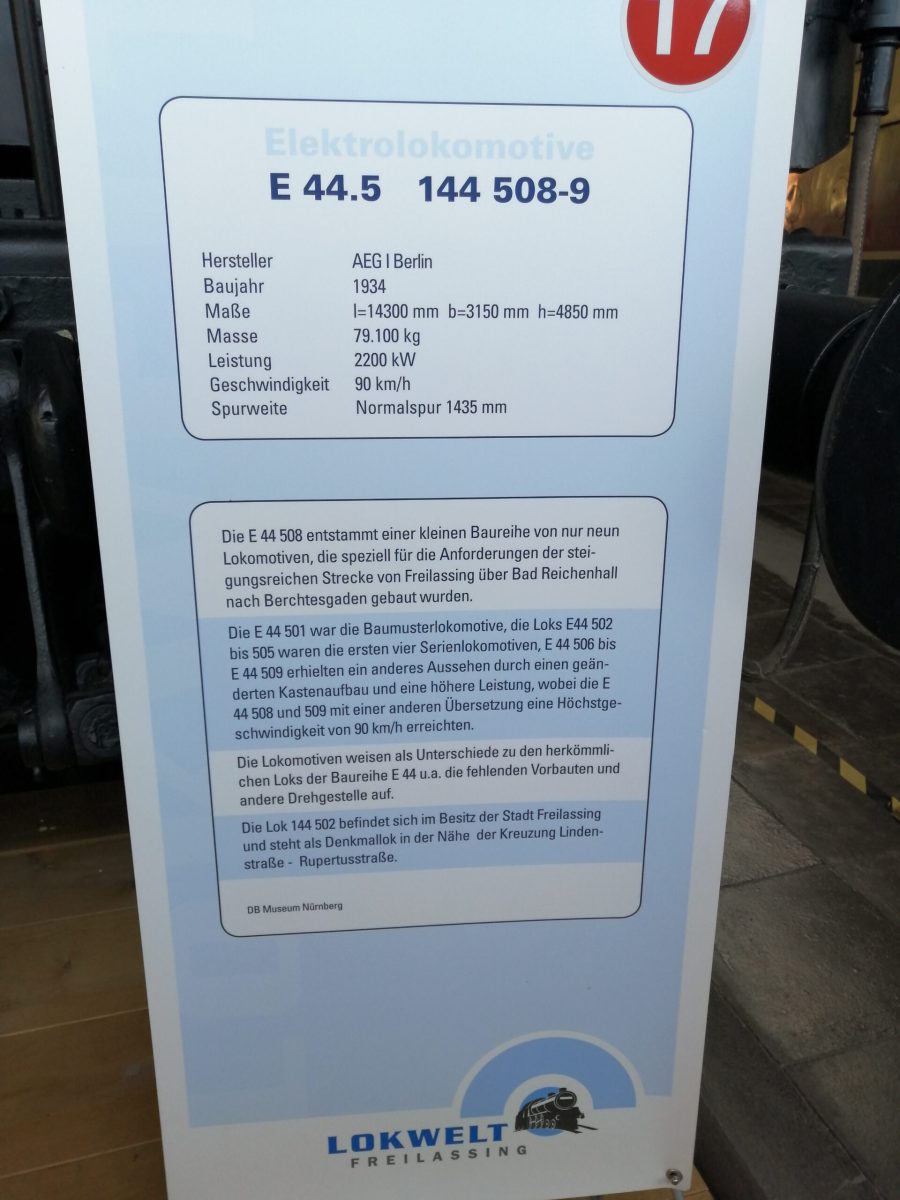 17
Elektrolokomotive
E 44.5 144 508-9
Hersteller AEG I Berlin
Baujahr 1934
Maße l=14300 mm b=3150 mm h=4850 mm
Masse 79.100 kg
Leistung 2200 kW
Geschwindigkeit 90 km/h
Spurweite Normalspur 1435 mm
Die E 44 508 entstammt einer kleinen Baureihe von nur neun
Lokomotiven, die speziell für die Anforderungen der stei-
gungsreichen Strecke von Freilassing über Bad Reichenhall
nach Berchtesgaden gebaut wurden.
Die E 44 501 war die Baumusterlokomotive, die Loks E44 502
bis 505 waren die ersten vier Serienlokomotiven, E 44 506 bis
E 44 509 erhielten ein anderes Aussehen durch einen geän-
derten Kastenaufbau und eine höhere Leistung, wobei die E
44 508 und 509 mit einer anderen Übersetzung eine Höchstge-
schwindigkeit von 90 km/h erreichten.
Die Lokomotiven weisen als Unterschiede zu den herkömmli-
chen Loks der Baureihe E 44 u.a. die fehlenden Vorbauten und
andere Drehgestelle auf.
Die Lok 144 502 befindet sich im Besitz der Stadt Freilassing
und steht als Denkmallok in der Nähe der Kreuzung Linden-
straße - Rupertusstraße.
DB Museum Nürnberg
LOKWELT
FREILASSING